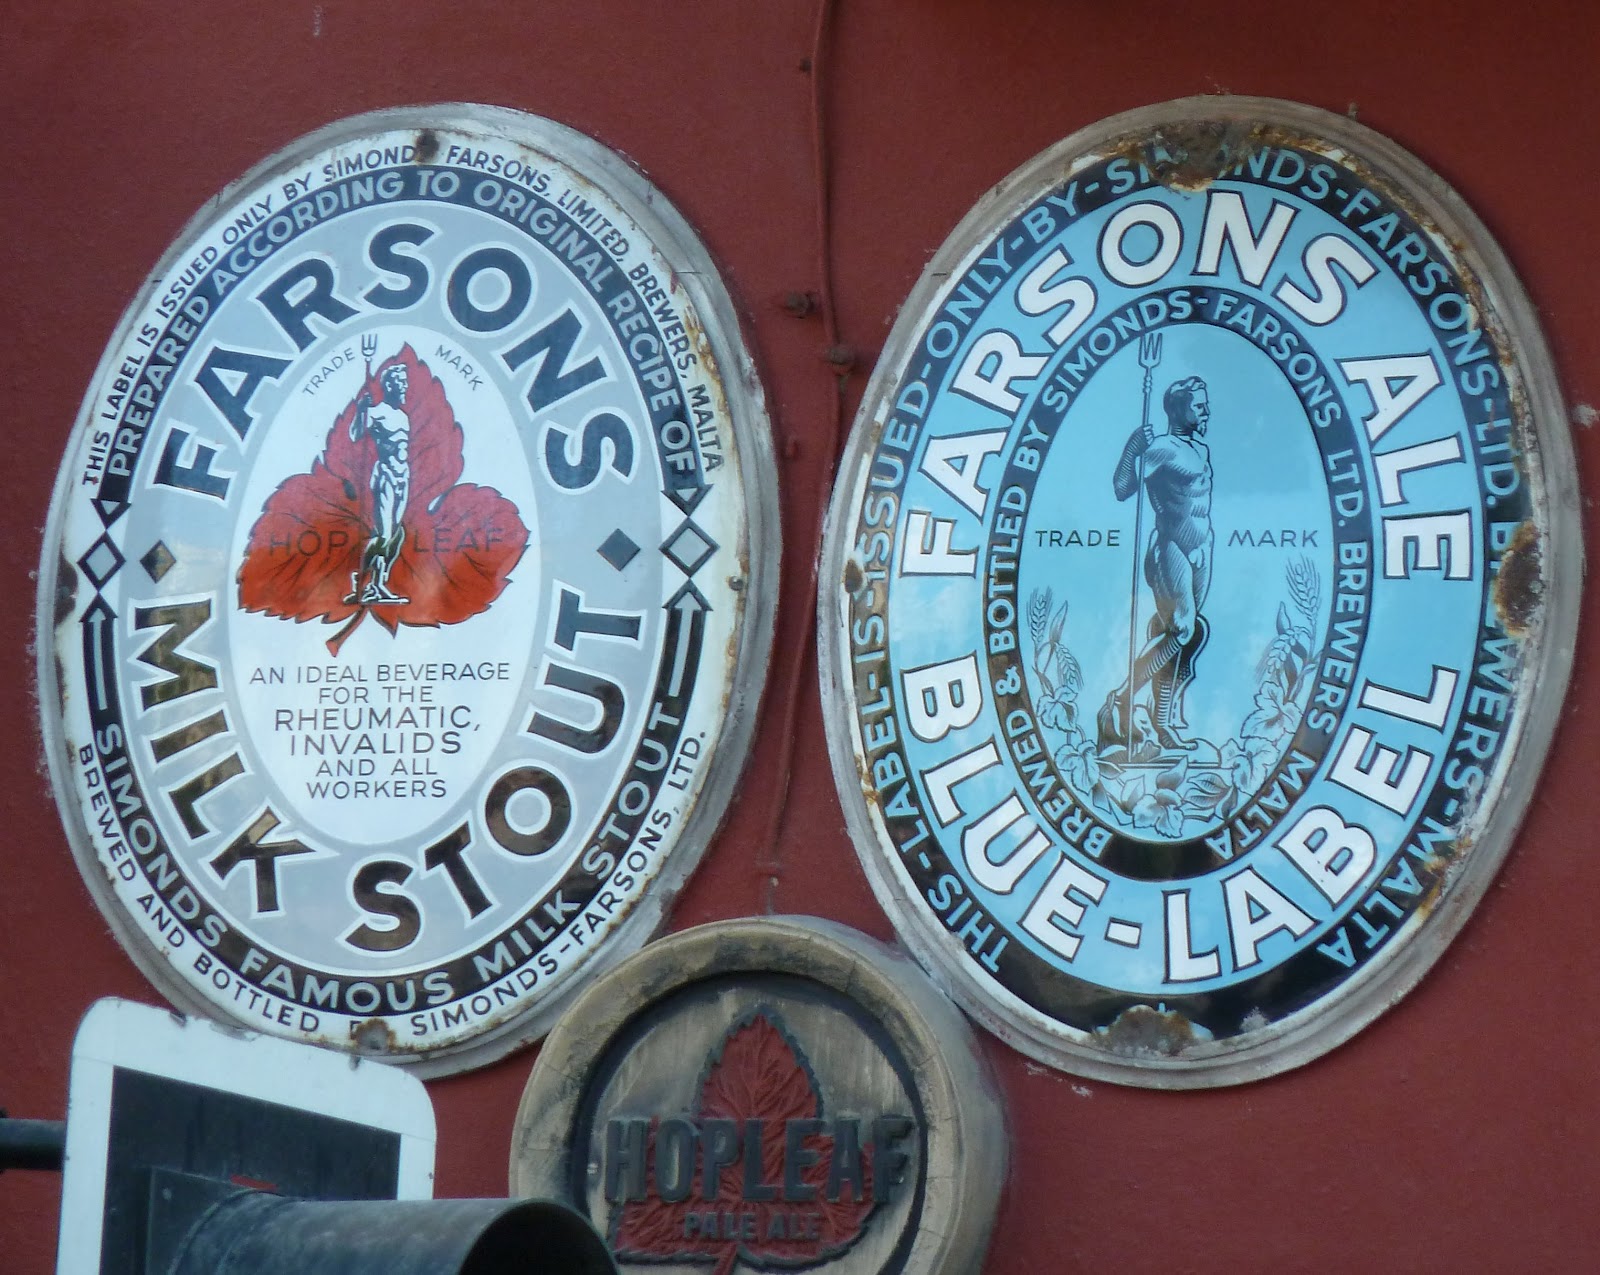 THIS LABEL IS ISSUED ONLY BY SIMONDS FARSONS, LIMITED, BREWERS, MALTA
PREPARED ACCORDING TO ORIGINAL RECIPE OF
FARSONS
TRADE MARK
HOP LEAF
AN IDEAL BEVERAGE
FOR THE
RHEUMATIC,
INVALIDS
AND ALL
WORKERS
MILK STOUT
SIMONDS FAMOUS MILK STOUT
BREWED AND BOTTLED BY SIMONDS-FARSONS, LTD.
THIS-LABEL-IS-ISSUED-ONLY-BY-SIMONDS-FARSONS-LTD. BREWERS-MALTA
FARSONS ALE
BREWED & BOTTLED BY SIMONDS-FARSONS LTD. BREWERS MALTA
TRADE MARK
BLUE-LABEL
HOPLEAF
PALE ALE